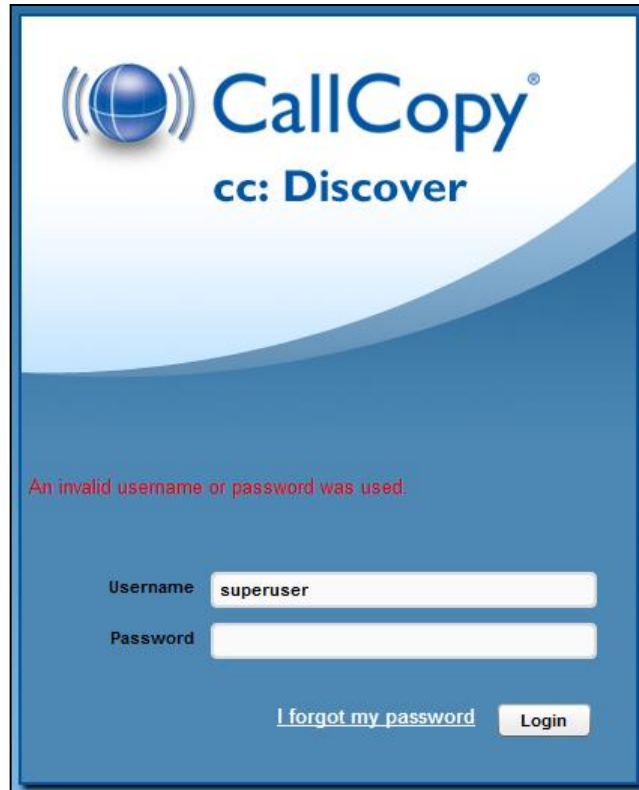 CallCopy®
cc: Discover
An invalid username or password was used.
Username superuser
Password
I forgot my password Login